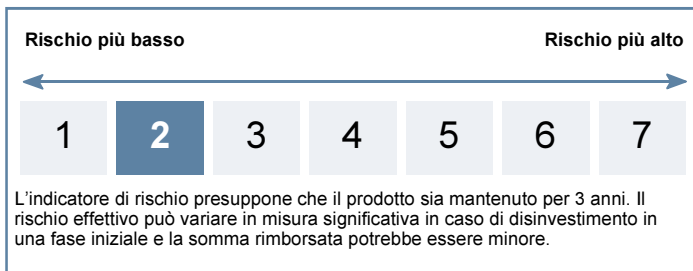 Rischio più basso Rischio più alto
1 2 3 4 5 6 7
L’indicatore di rischio presuppone che il prodotto sia mantenuto per 3 anni. Il
rischio effettivo può variare in misura significativa in caso di disinvestimento in
una fase iniziale e la somma rimborsata potrebbe essere minore.